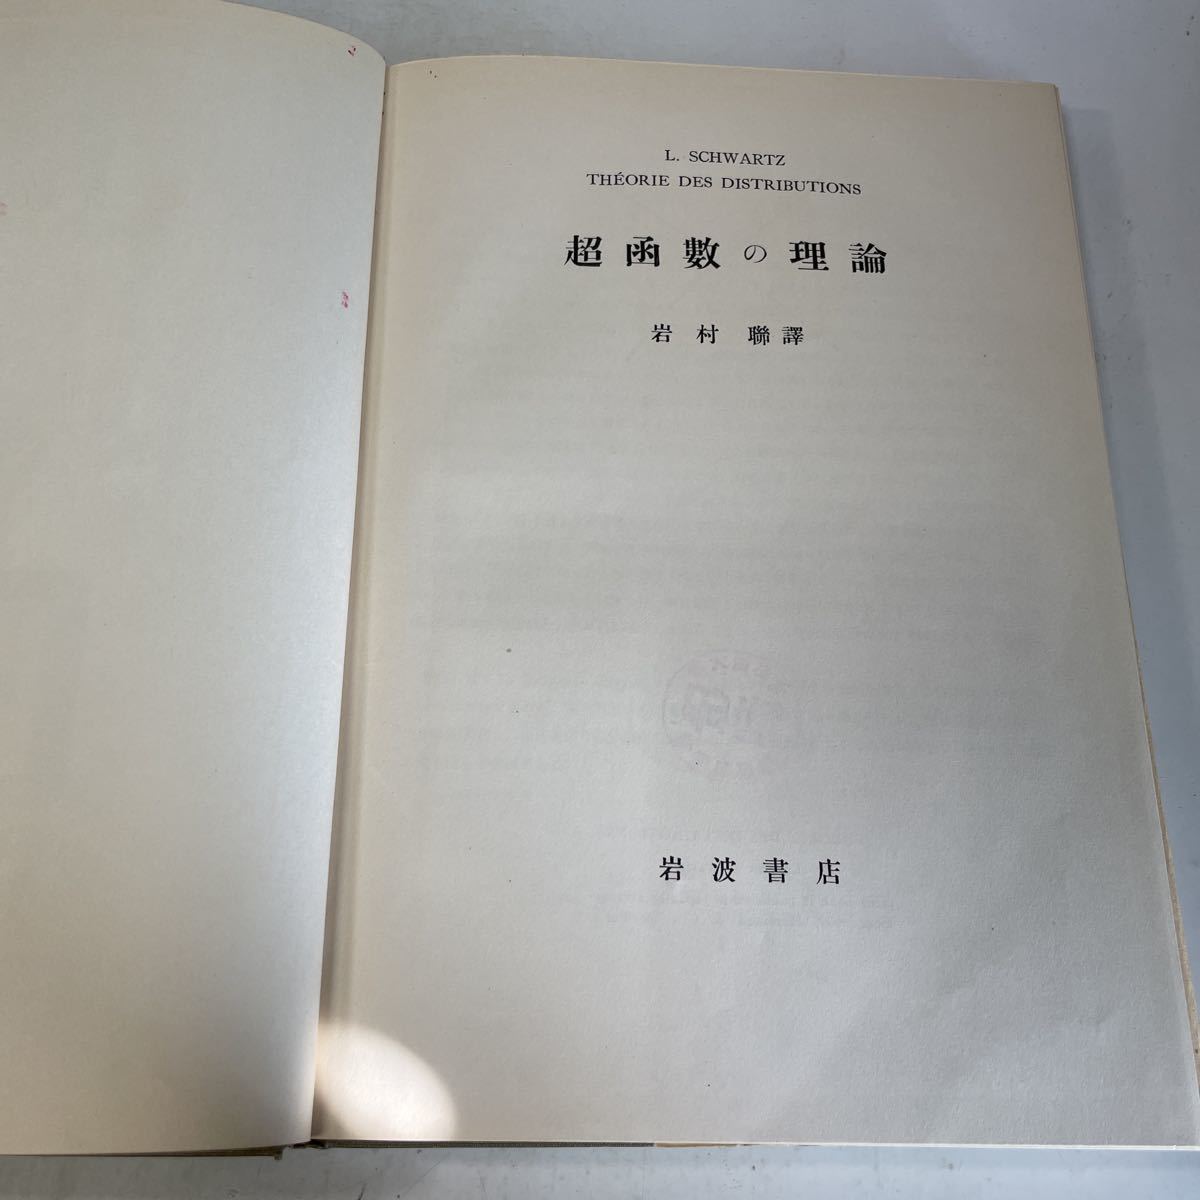 L. SCHWARTZ
THÉORIE DES DISTRIBUTIONS
超函數の理論
岩村 聯譯
岩波書店